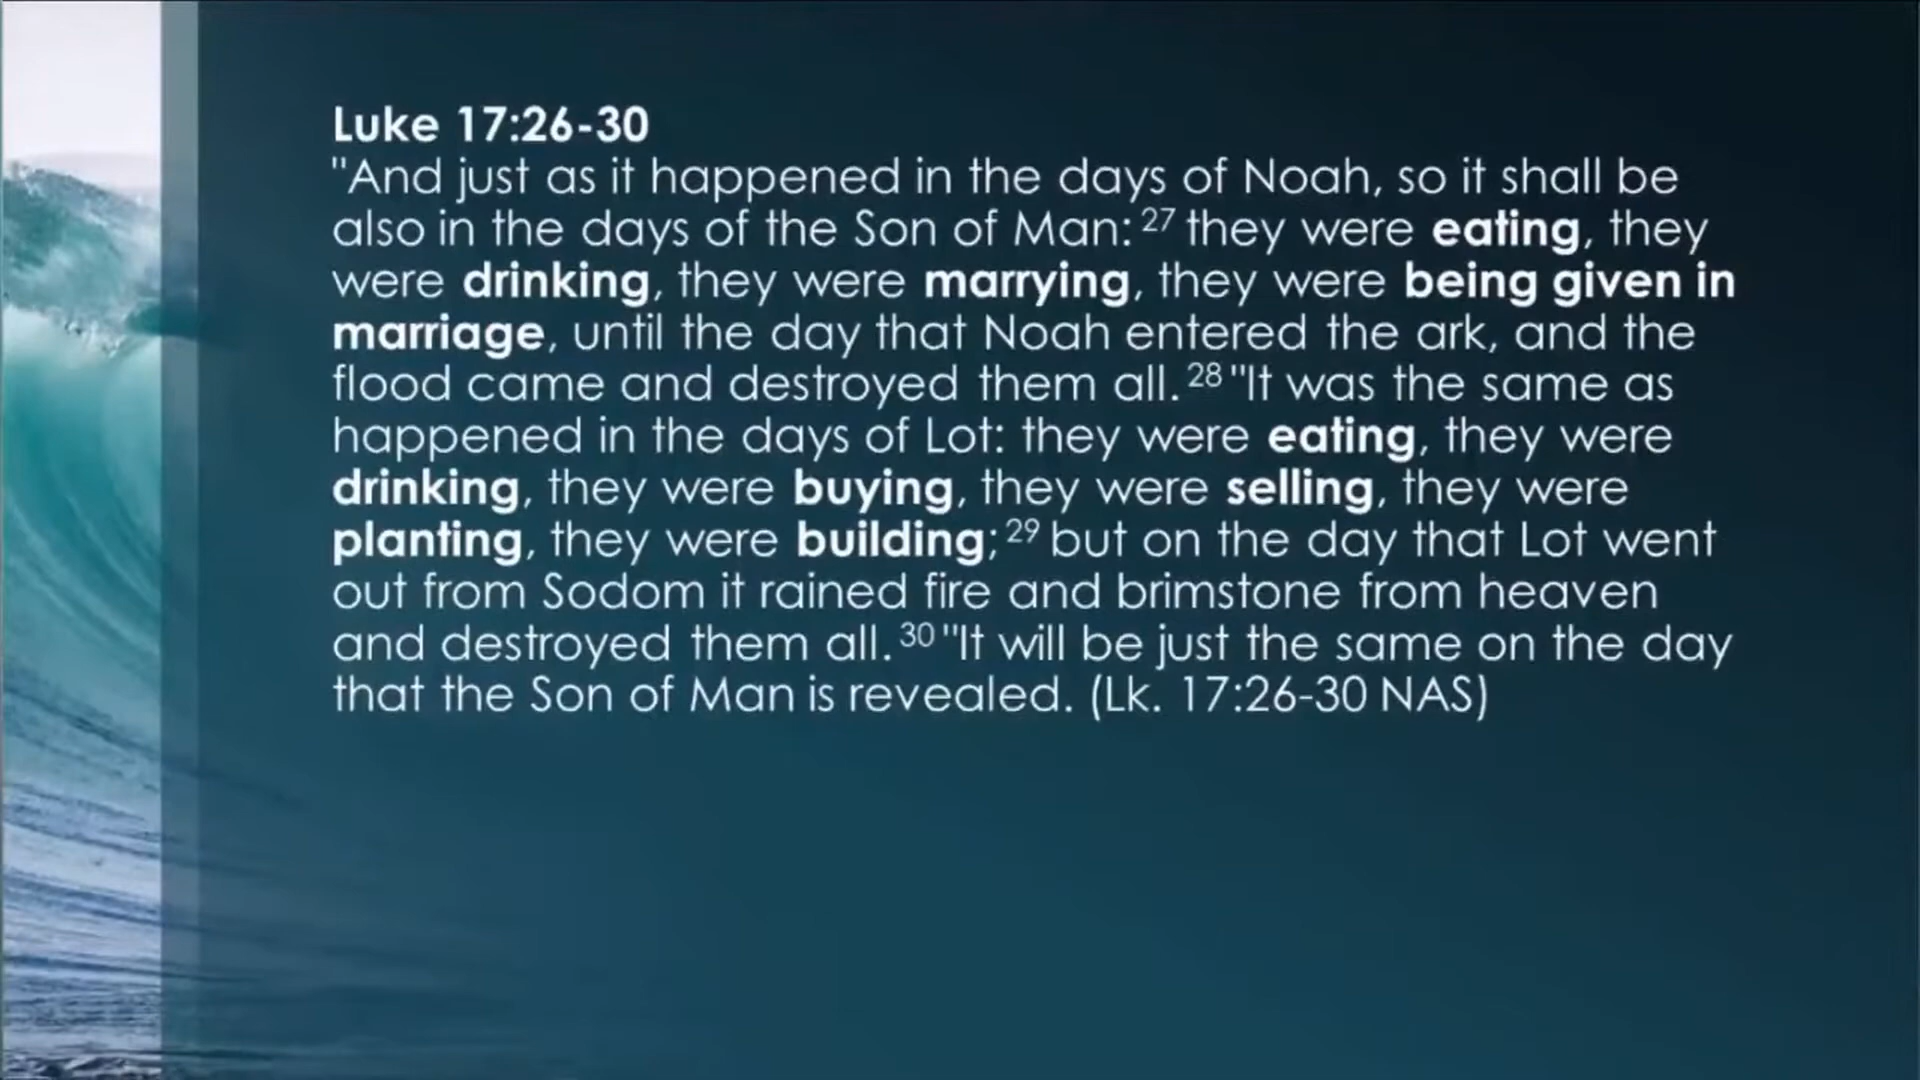 Luke 17:26-30
"And just as it happened in the days of Noah, so it shall be
also in the days of the Son of Man: 27 they were eating, they
were drinking, they were marrying, they were being given in
marriage, until the day that Noah entered the ark, and the
flood came and destroyed them all. 28 "It was the same as
happened in the days of Lot: they were eating, they were
drinking, they were buying, they were selling, they were
planting, they were building; 29 but on the day that Lot went
out from Sodom it rained fire and brimstone from heaven
and destroyed them all. 30 "It will be just the same on the day
that the Son of Man is revealed. (Lk. 17:26-30 NAS)